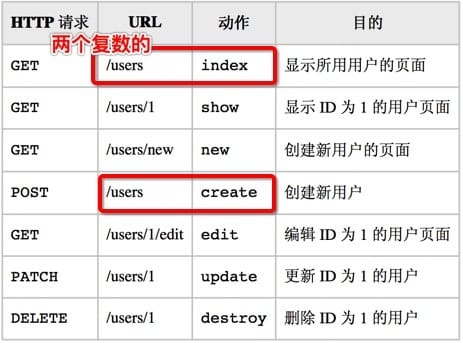 HTTP 请求 URL 动作 目的
两个复数的
GET /users index 显示所用用户的页面
GET /users/1 show 显示 ID 为 1 的用户页面
GET /users/new new 创建新用户的页面
POST /users create 创建新用户
GET /users/1/edit edit 编辑 ID 为 1 的用户页面
PATCH /users/1 update 更新 ID 为 1 的用户
DELETE /users/1 destroy 删除 ID 为 1 的用户